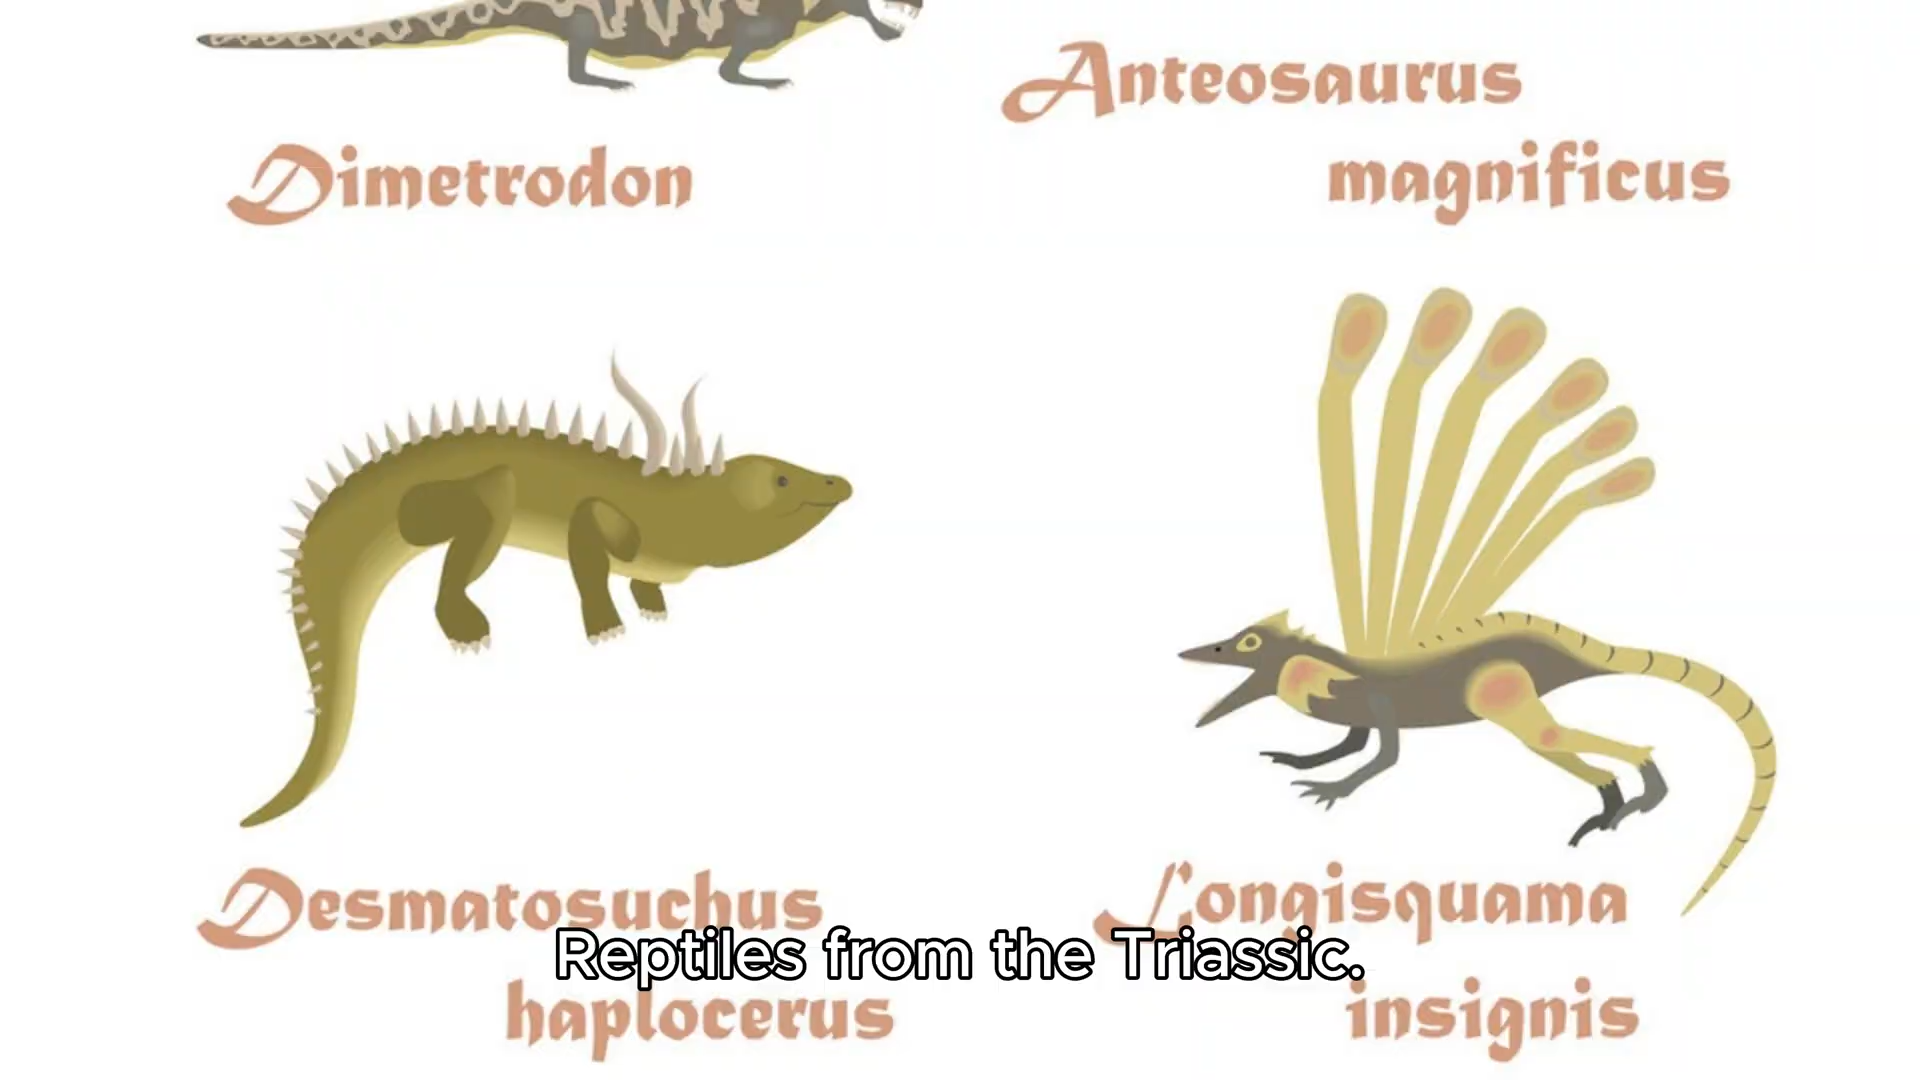 Anteosaurus
magnificus
Dimetrodon
Desmatosuchus
haplocerus
Longisquama
insignis
Reptiles from the Triassic.